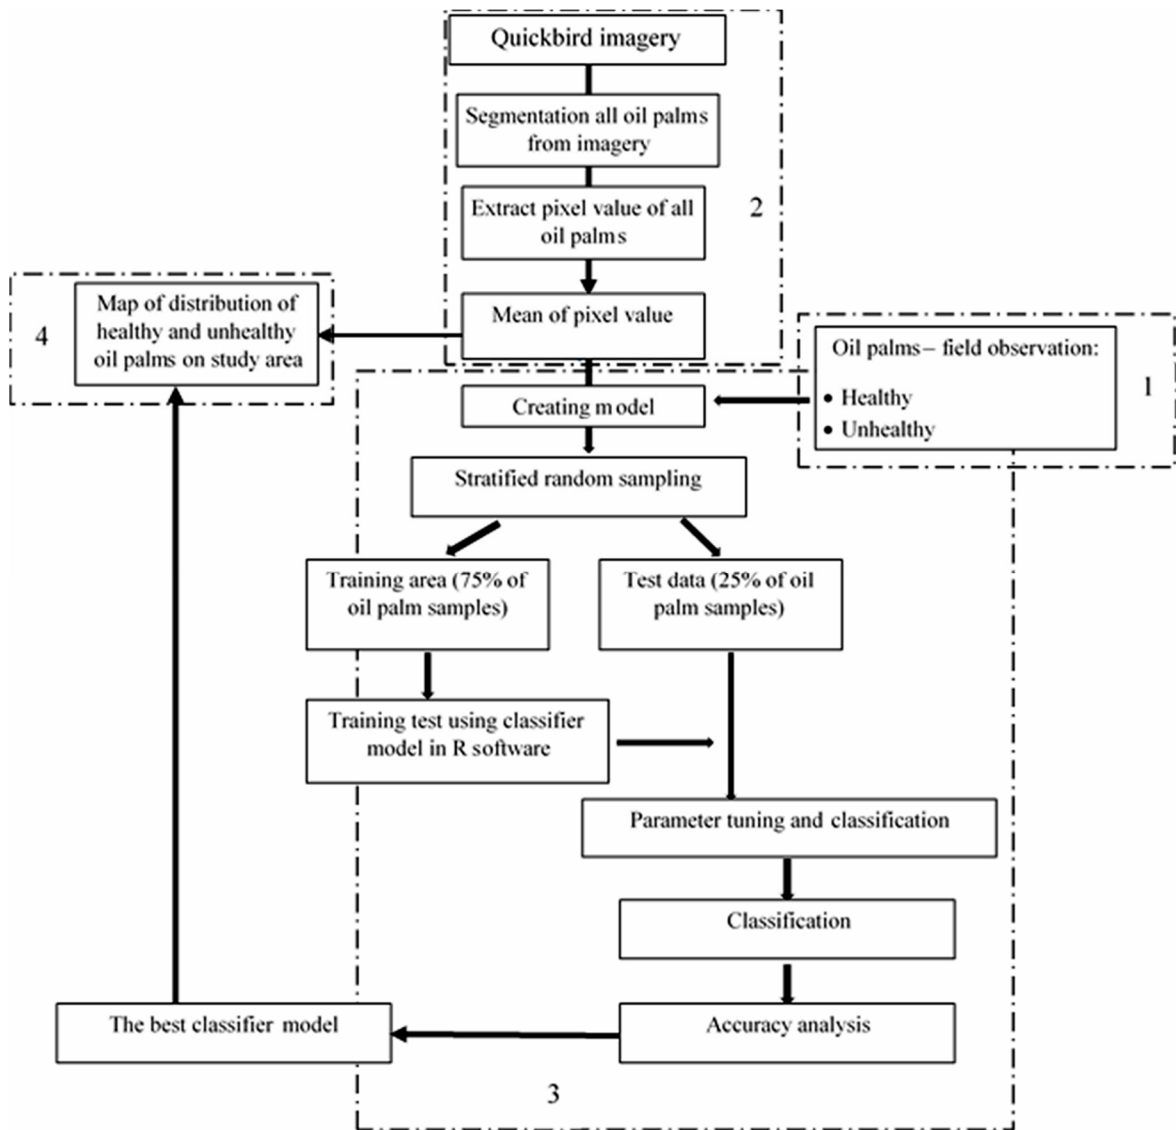 Quickbird imagery
Segmentation all oil palms
from imagery
Extract pixel value of all
oil palms
2
Mean of pixel value
Map of distribution of
healthy and unhealthy
oil palms on study area
4
Oil palms– field observation:
• Healthy
• Unhealthy
1
Creating model
Stratified random sampling
Training area (75% of
oil palm samples)
Test data (25% of oil
palm samples)
Training test using classifier
model in R software
Parameter tuning and classification
Classification
Accuracy analysis
The best classifier model
3